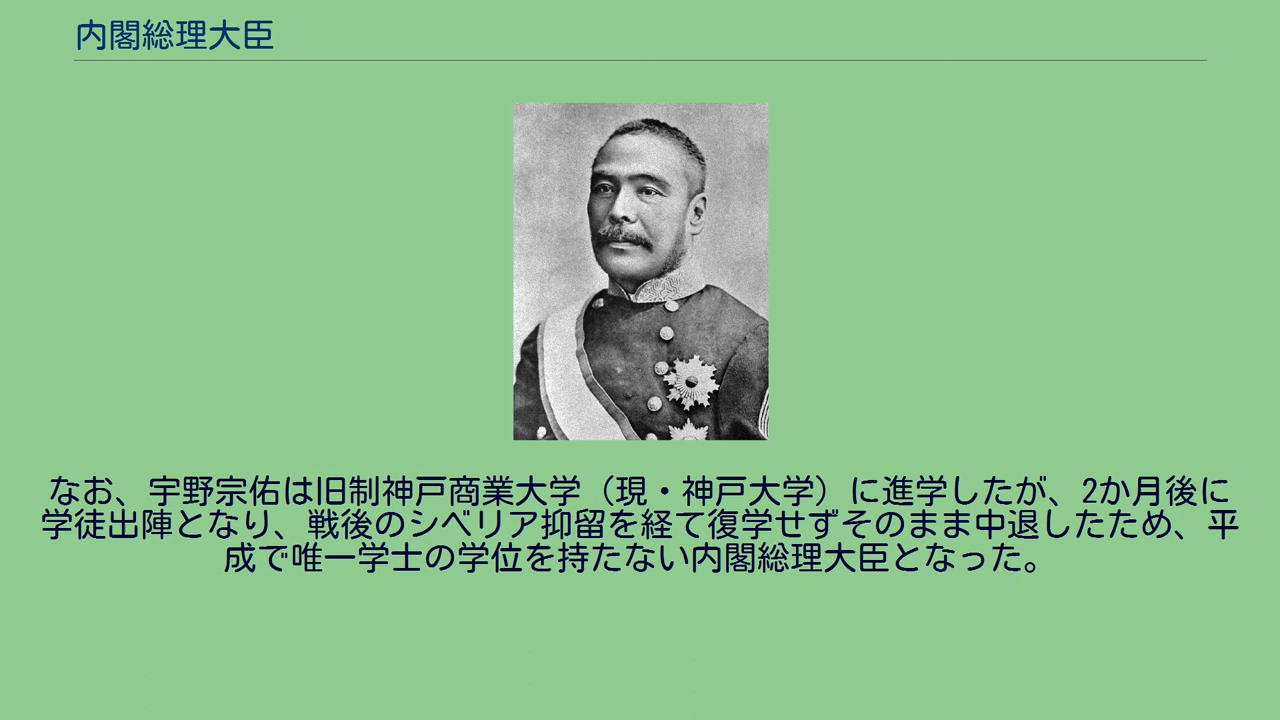 内閣総理大臣
なお、宇野宗佑は旧制神戸商業大学（現・神戸大学）に進学したが、2か月後に
学徒出陣となり、戦後のシベリア抑留を経て復学せずそのまま中退したため、平
成で唯一学士の学位を持たない内閣総理大臣となった。